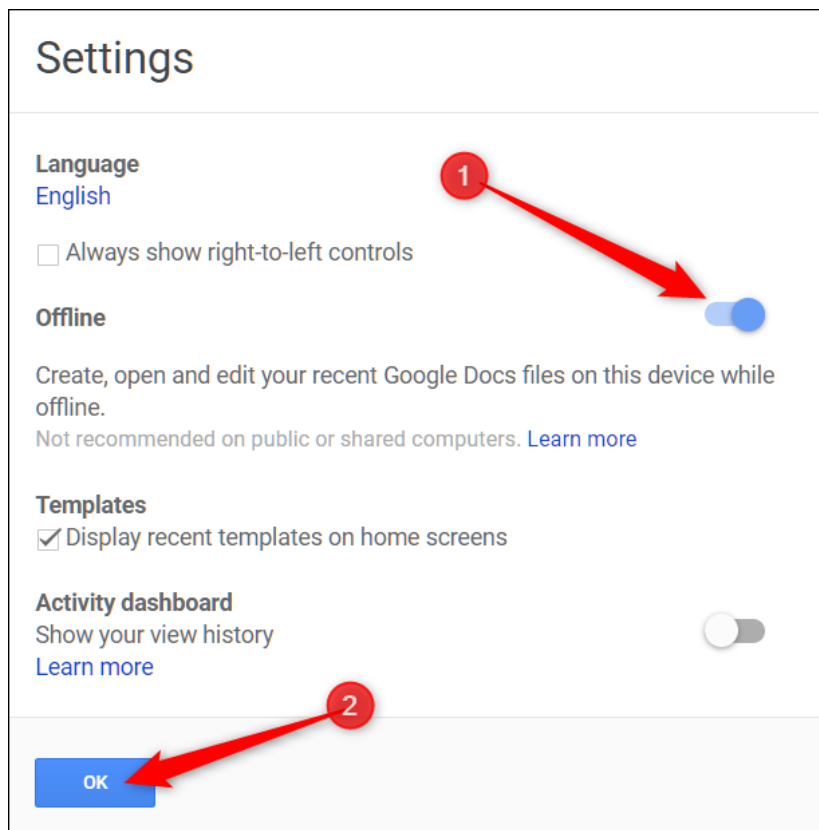 Settings
Language
English
1
Always show right-to-left controls
Offline
Create, open and edit your recent Google Docs files on this device while
offline.
Not recommended on public or shared computers. Learn more
Templates
Display recent templates on home screens
Activity dashboard
Show your view history
Learn more
2
OK